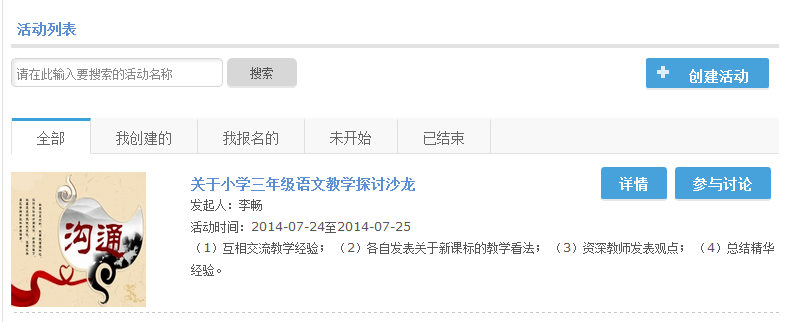 活动列表
请在此输入要搜索的活动名称
搜索
创建活动
全部
我创建的
我报名的
未开始
已结束
关于小学三年级语文教学探讨沙龙
详情
参与讨论
发起人：李畅
活动时间：2014-07-24至2014-07-25
（1）互相交流教学经验； （2）各自发表关于新课标的教学看法； （3）资深教师发表观点； （4）总结精华
经验。
沟通